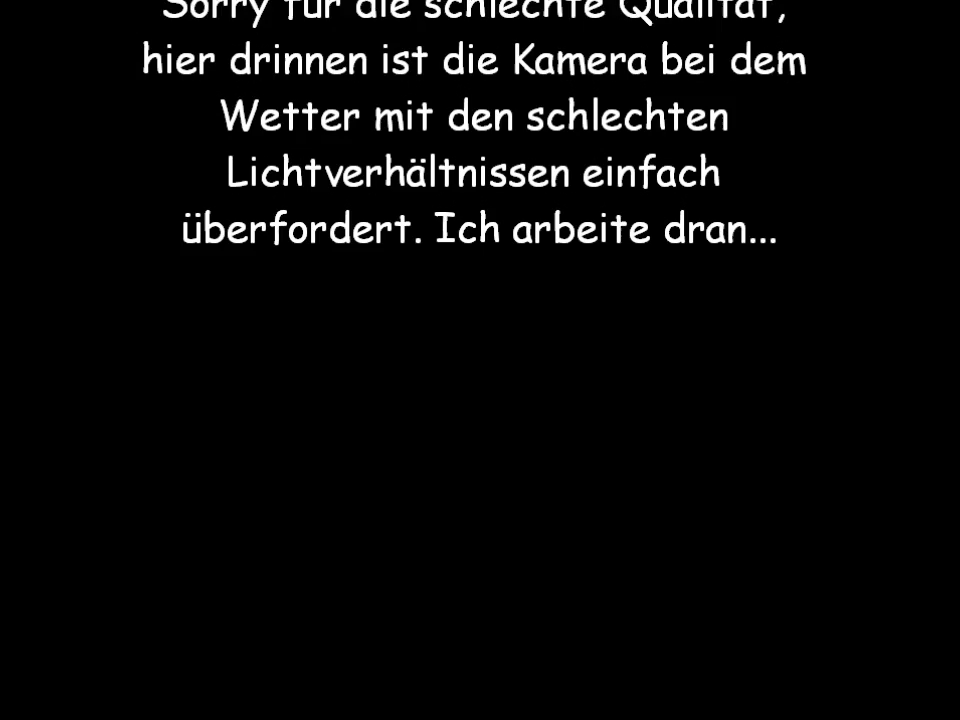 Sorry für die schlechte Qualität,
hier drinnen ist die Kamera bei dem
Wetter mit den schlechten
Lichtverhältnissen einfach
überfordert. Ich arbeite dran...